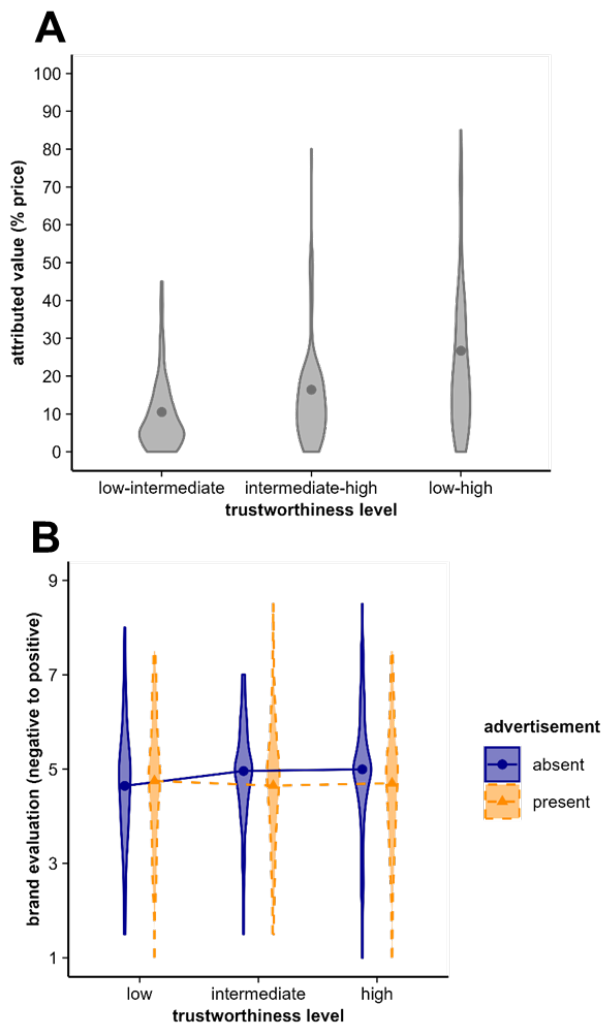 A
100
90
80
70
60
50
40
30
20
10
0
attributed value (% price)
low-intermediate intermediate-high low-high
trustworthiness level
B
9
7
5
3
1
brand evaluation (negative to positive)
low intermediate high
trustworthiness level
advertisement
absent
present